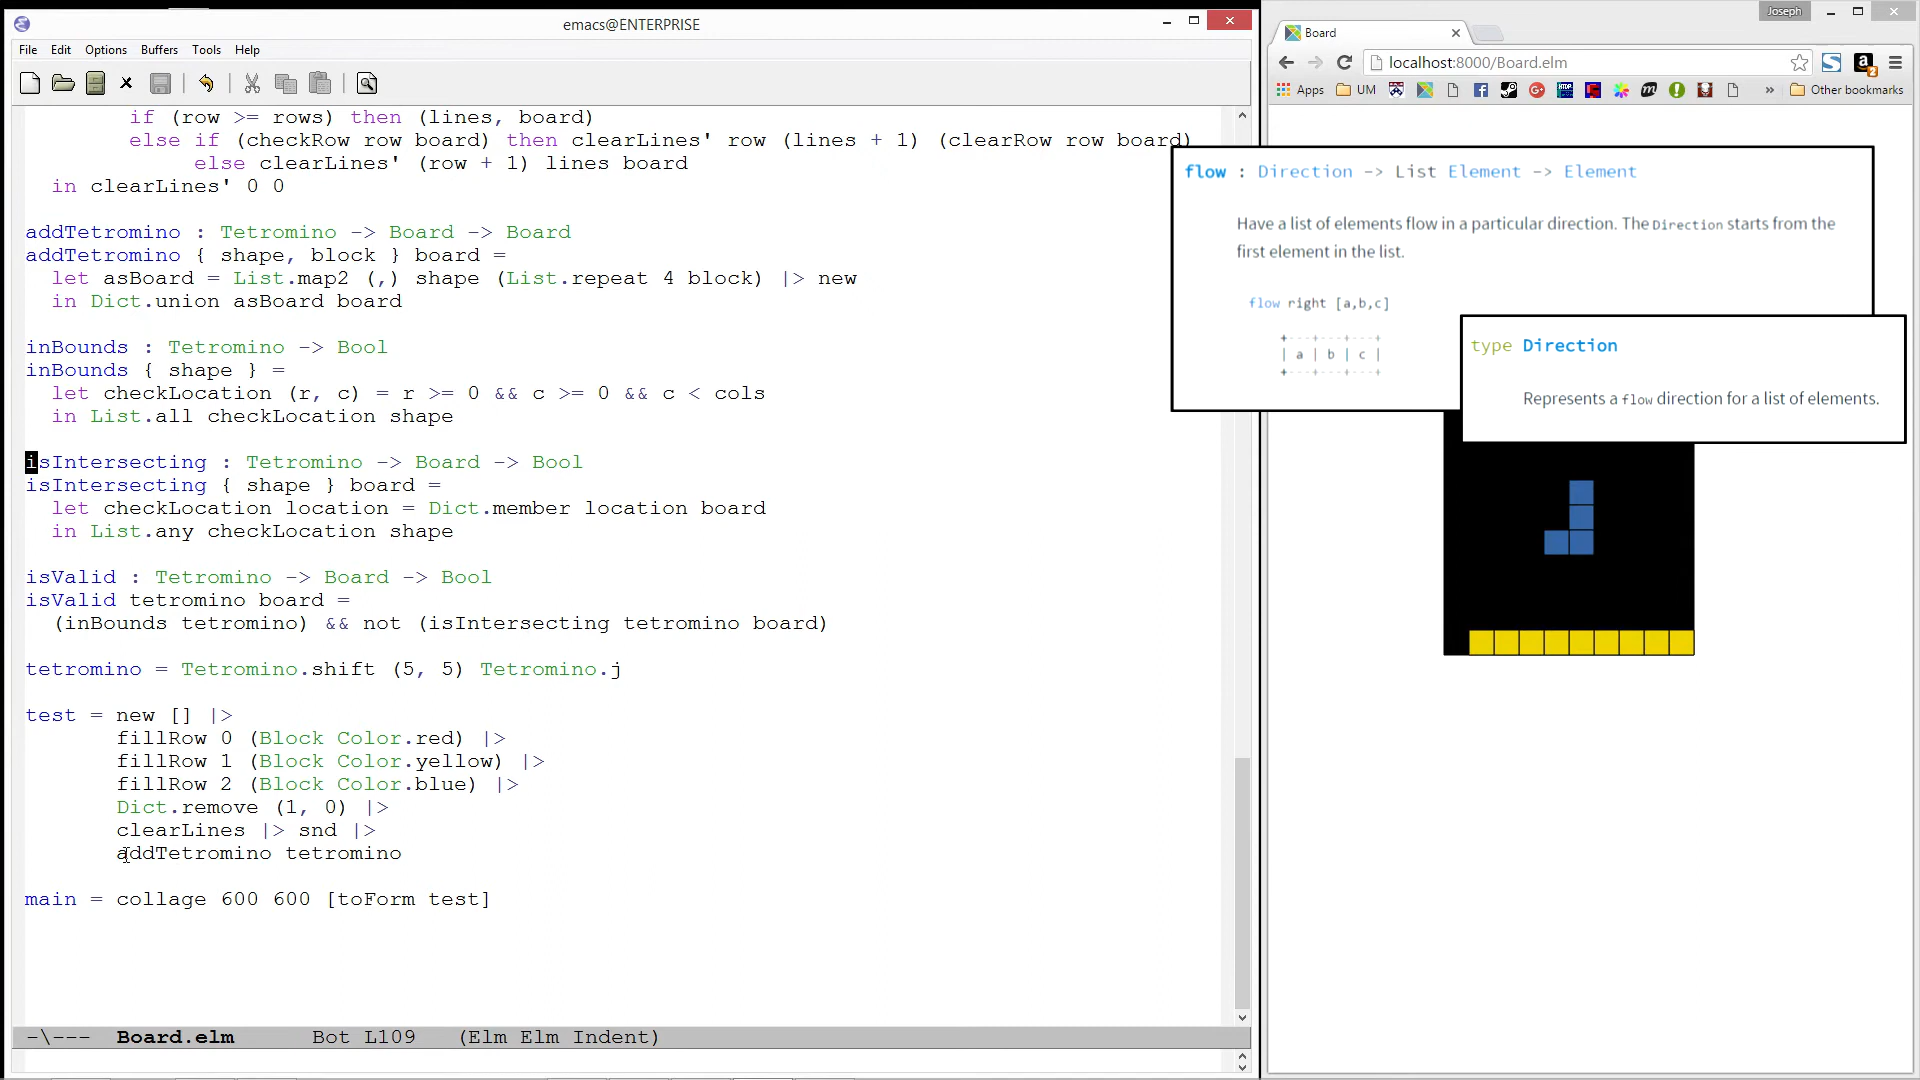 emacs@ENTERPRISE
File Edit Options Buffers Tools Help
if (row >= rows) then (lines, board)
else if (checkRow row board) then clearLines' row (lines + 1) (clearRow row board)
else clearLines' (row + 1) lines board
in clearLines' 0 0
addTetromino : Tetromino -> Board -> Board
addTetromino { shape, block } board =
let asBoard = List.map2 (,) shape (List.repeat 4 block) |> new
in Dict.union asBoard board
inBounds : Tetromino -> Bool
inBounds { shape } =
let checkLocation (r, c) = r >= 0 && c >= 0 && c < cols
in List.all checkLocation shape
isIntersecting : Tetromino -> Board -> Bool
isIntersecting { shape } board =
let checkLocation location = Dict.member location board
in List.any checkLocation shape
isValid : Tetromino -> Board -> Bool
isValid tetromino board =
(inBounds tetromino) && not (isIntersecting tetromino board)
tetromino = Tetromino.shift (5, 5) Tetromino.j
test = new [] |>
fillRow 0 (Block Color.red) |>
fillRow 1 (Block Color.yellow) |>
fillRow 2 (Block Color.blue) |>
Dict.remove (1, 0) |>
clearLines |> snd |>
addTetromino tetromino
main = collage 600 600 [toForm test]
-\--- Board.elm Bot L109 (Elm Elm Indent)
Joseph
Board
localhost:8000/Board.elm
Apps UM » Other bookmarks
flow : Direction -> List Element -> Element
Have a list of elements flow in a particular direction. The Direction starts from the
first element in the list.
flow right [a,b,c]
+---+---+---+
| a | b | c |
+---+---+---+
type Direction
Represents a flow direction for a list of elements.